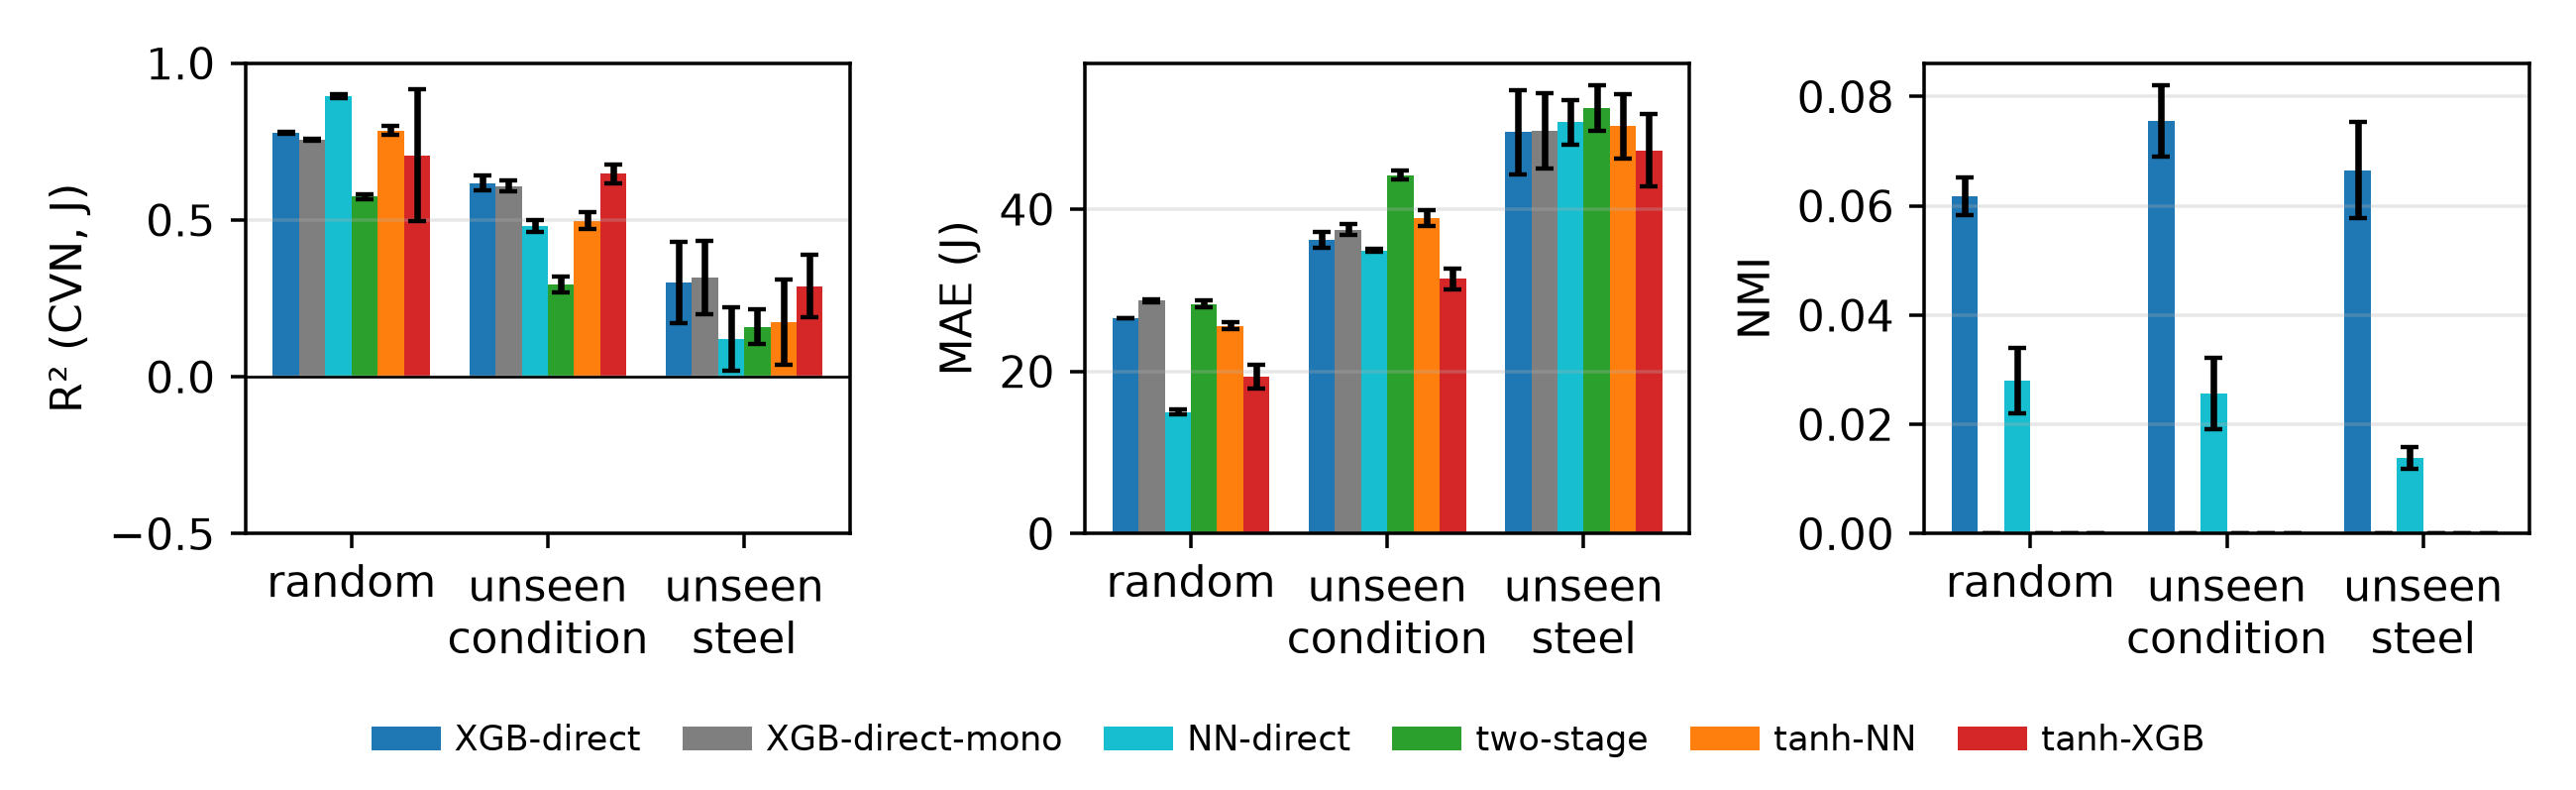 R² (CVN, J)
1.0
0.5
0.0
−0.5
random
unseen
condition
unseen
steel
MAE (J)
40
20
0
random
unseen
condition
unseen
steel
NMI
0.08
0.06
0.04
0.02
0.00
random
unseen
condition
unseen
steel
XGB-direct XGB-direct-mono NN-direct two-stage tanh-NN tanh-XGB